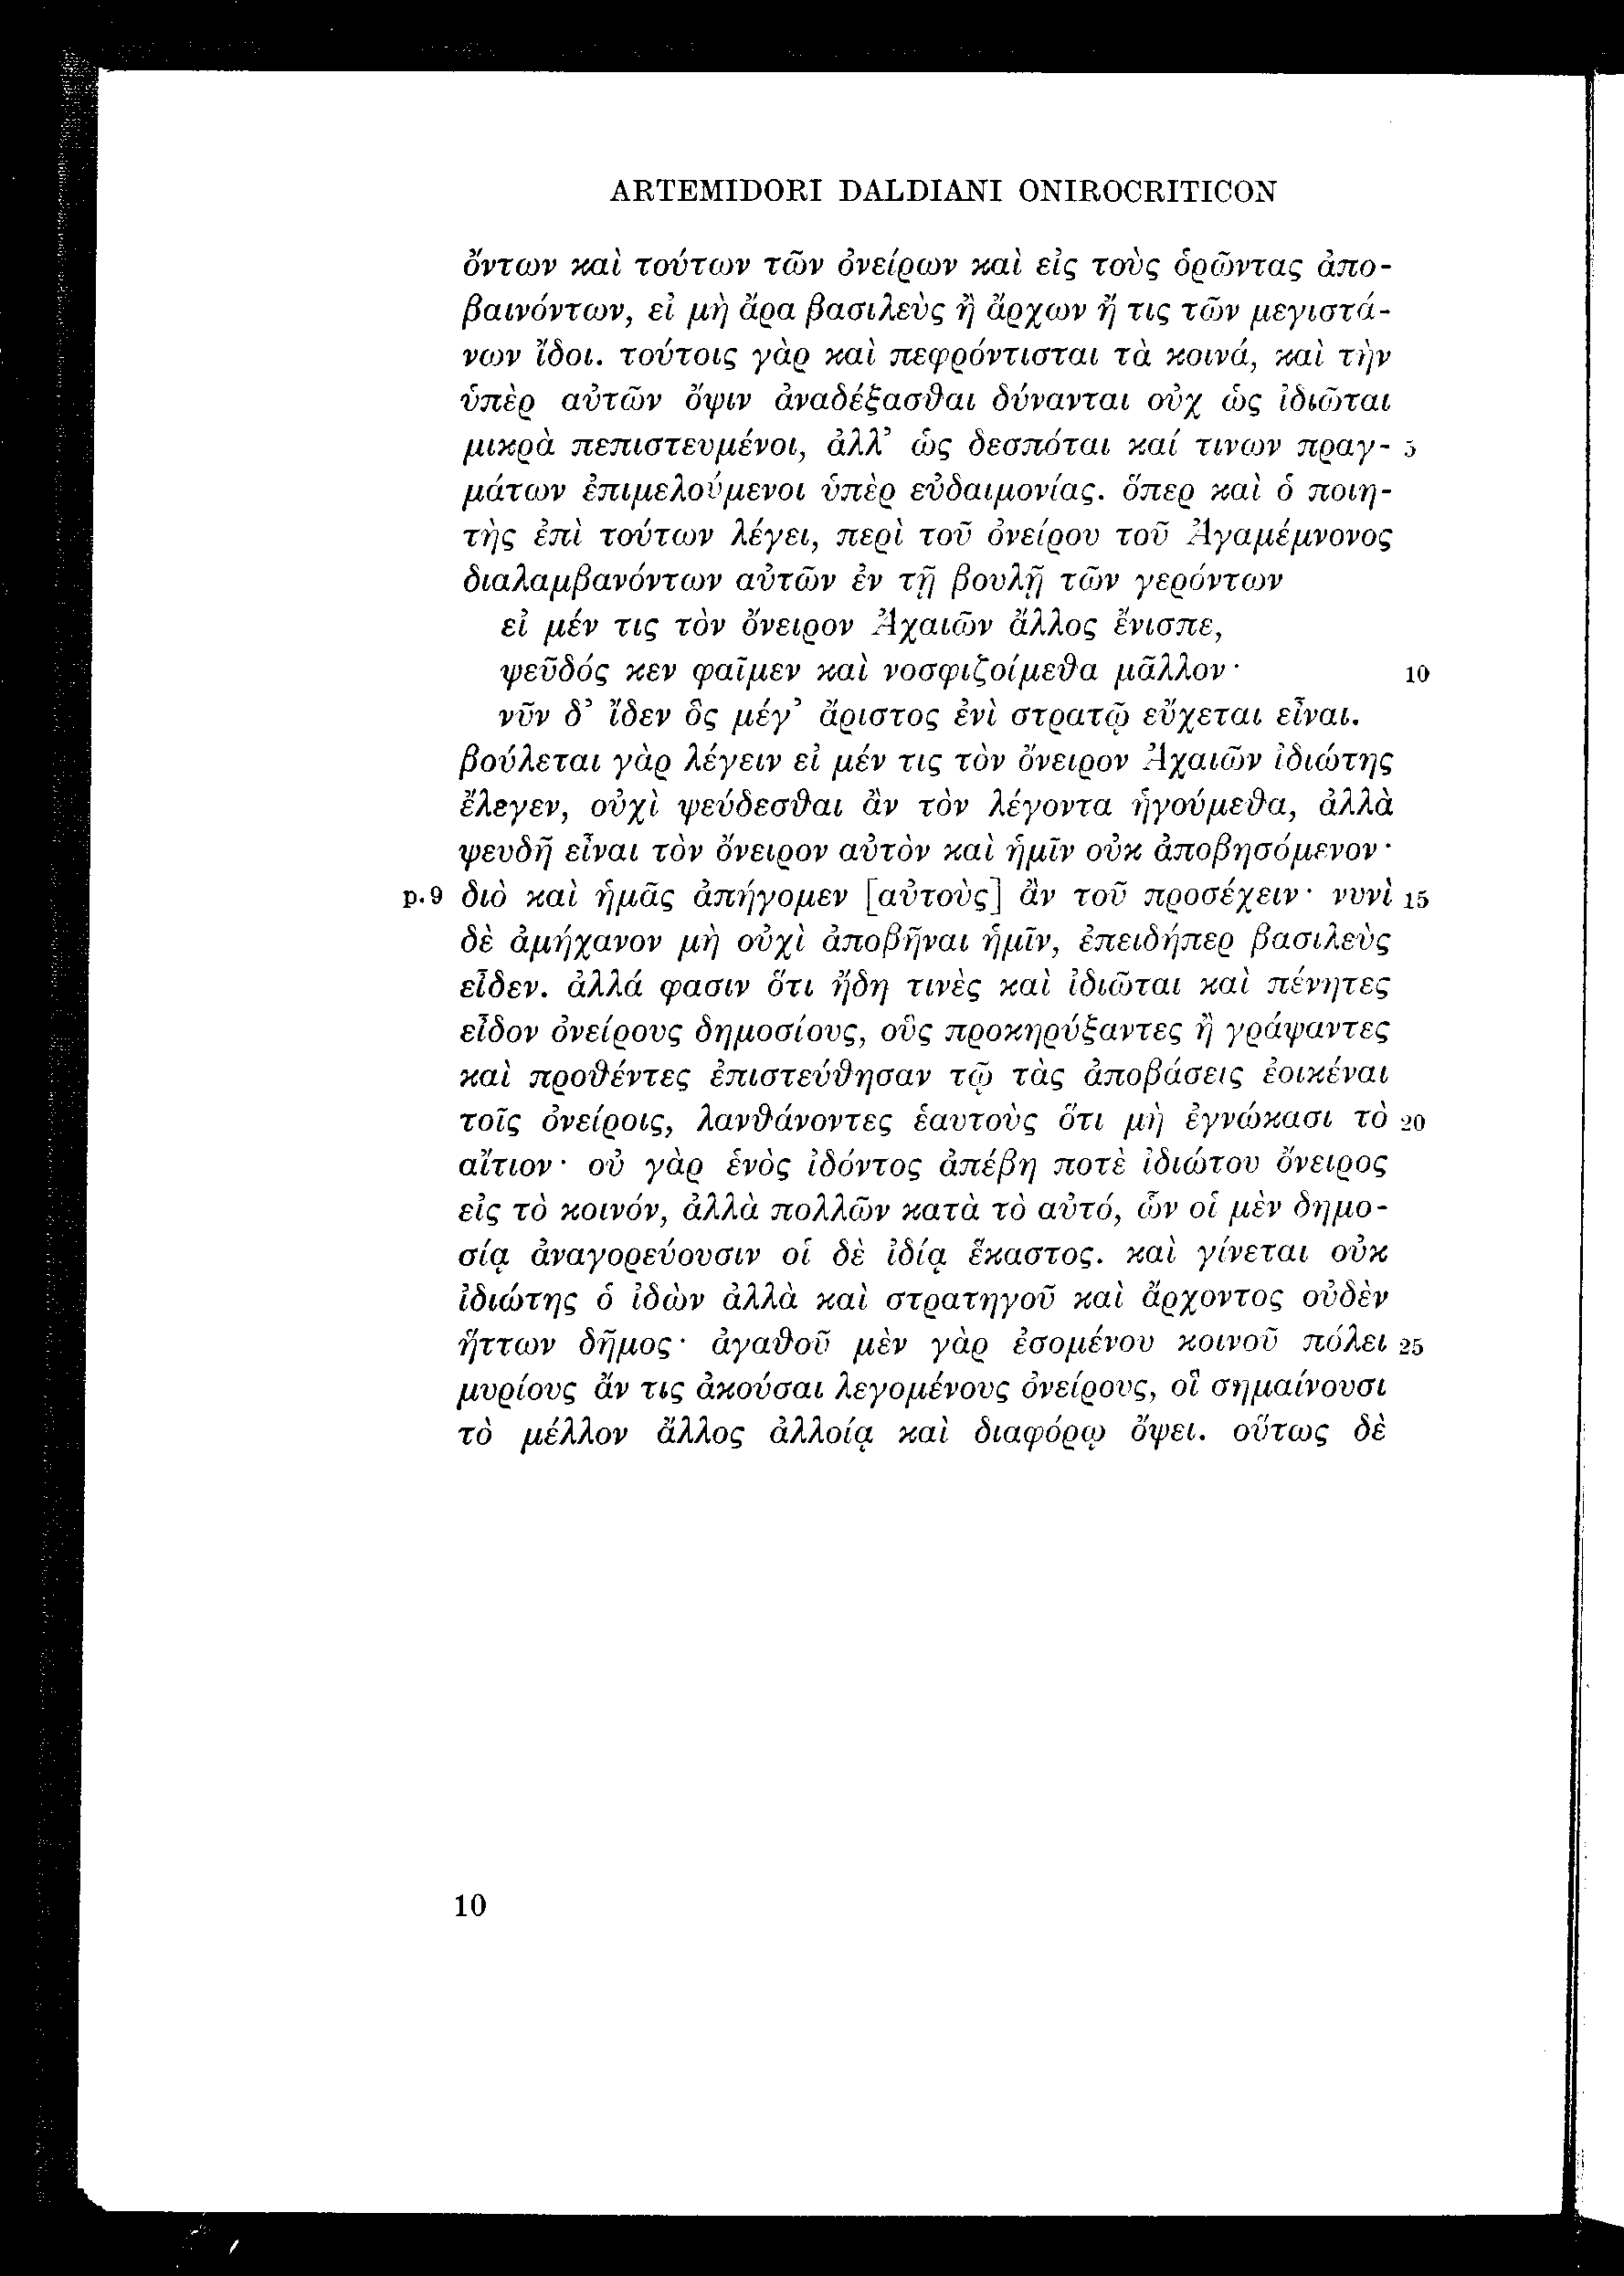 ARTEMIDORI DALDIANI ONIROCRITICON
ὄντων καὶ τούτων τῶν ὀνείρων καὶ εἰς τοὺς ὁρῶντας ἀπο-
βαινόντων, εἰ μὴ ἄρα βασιλεὺς ἢ ἄρχων ἤ τις τῶν μεγιστά-
νων ἴδοι. τούτοις γὰρ καὶ πεφρόντισται τὰ κοινά, καὶ τὴν
ὑπὲρ αὐτῶν ὄψιν ἀναδέξασθαι δύνανται οὐχ ὡς ἰδιῶται
μικρὰ πεπιστευμένοι, ἀλλ’ ὡς δεσπόται καί τινων πραγ- 5
μάτων ἐπιμελούμενοι ὑπὲρ εὐδαιμονίας. ὅπερ καὶ ὁ ποιη-
τὴς ἐπὶ τούτων λέγει, περὶ τοῦ ὀνείρου τοῦ Ἀγαμέμνονος
διαλαμβανόντων αὐτῶν ἐν τῇ βουλῇ τῶν γερόντων
εἰ μέν τις τὸν ὄνειρον Ἀχαιῶν ἄλλος ἔνισπε,
ψεῦδός κεν φαῖμεν καὶ νοσφιζοίμεθα μᾶλλον· 10
νῦν δ’ ἴδεν ὃς μέγ’ ἄριστος ἐνὶ στρατῷ εὔχεται εἶναι.
βούλεται γὰρ λέγειν εἰ μέν τις τὸν ὄνειρον Ἀχαιῶν ἰδιώτης
ἔλεγεν, οὐχὶ ψεύδεσθαι ἂν τὸν λέγοντα ἡγούμεθα, ἀλλὰ
ψευδῆ εἶναι τὸν ὄνειρον αὐτὸν καὶ ἡμῖν οὐκ ἀποβησόμενον·
p. 9 διὸ καὶ ἡμᾶς ἀπήγομεν [αὐτοὺς] ἂν τοῦ προσέχειν· νυνὶ 15
δὲ ἀμήχανον μὴ οὐχὶ ἀποβῆναι ἡμῖν, ἐπειδήπερ βασιλεὺς
εἶδεν. ἀλλά φασιν ὅτι ἤδη τινὲς καὶ ἰδιῶται καὶ πένητες
εἶδον ὀνείρους δημοσίους, οὓς προκηρύξαντες ἢ γράψαντες
καὶ προθέντες ἐπιστεύθησαν τῷ τὰς ἀποβάσεις ἐοικέναι
τοῖς ὀνείροις, λανθάνοντες ἑαυτοὺς ὅτι μὴ ἐγνώκασι τὸ 20
αἴτιον· οὐ γὰρ ἑνὸς ἰδόντος ἀπέβη ποτὲ ἰδιώτου ὄνειρος
εἰς τὸ κοινόν, ἀλλὰ πολλῶν κατὰ τὸ αὐτό, ὧν οἱ μὲν δημο-
σίᾳ ἀναγορεύουσιν οἱ δὲ ἰδίᾳ ἕκαστος. καὶ γίνεται οὐκ
ἰδιώτης ὁ ἰδὼν ἀλλὰ καὶ στρατηγοῦ καὶ ἄρχοντος οὐδὲν
ἥττων δῆμος· ἀγαθοῦ μὲν γὰρ ἐσομένου κοινοῦ πόλει 25
μυρίους ἄν τις ἀκούσαι λεγομένους ὀνείρους, οἳ σημαίνουσι
τὸ μέλλον ἄλλος ἀλλοίᾳ καὶ διαφόρῳ ὄψει. οὕτως δὲ
10